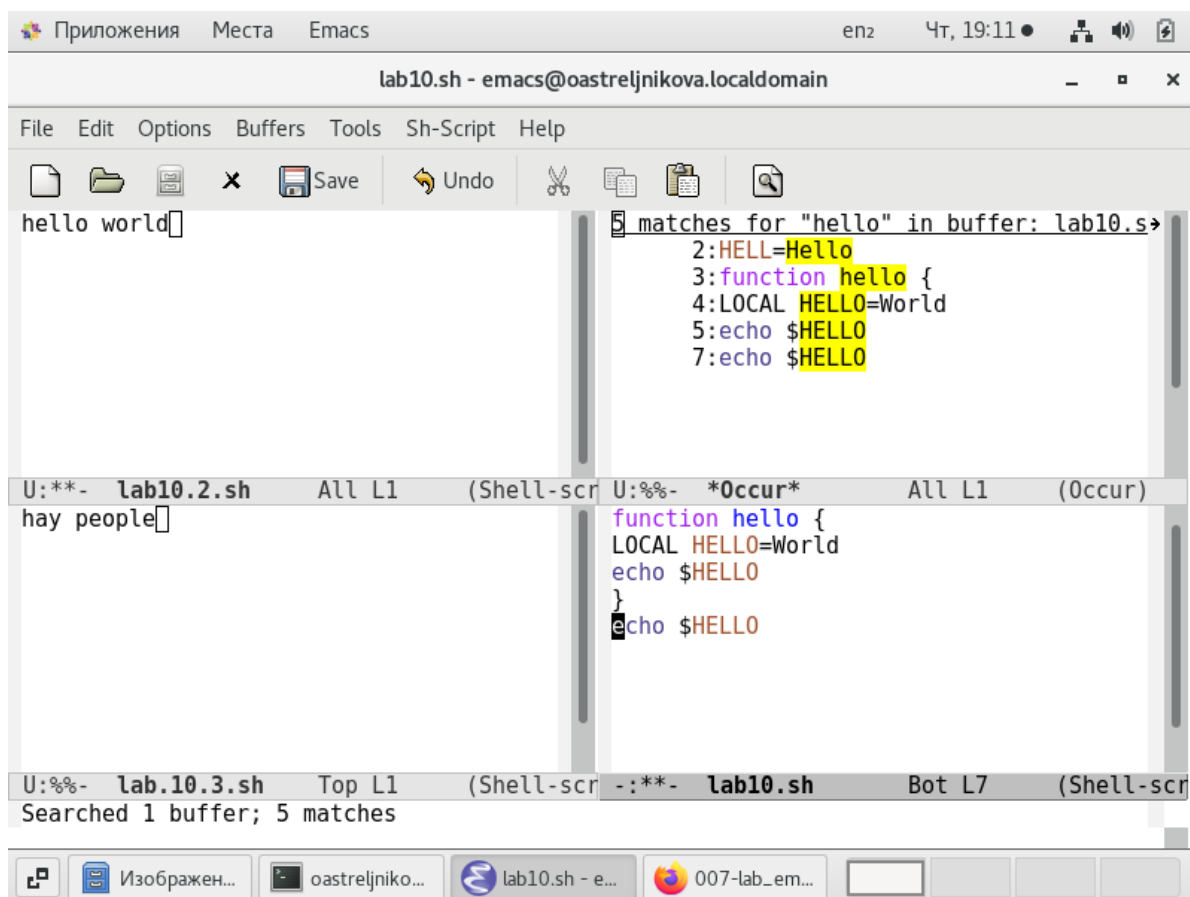 Приложения Места Emacs en₂ Чт, 19:11
lab10.sh - emacs@oastreljnikova.localdomain
File Edit Options Buffers Tools Sh-Script Help
Save Undo
hello world
5 matches for "hello" in buffer: lab10.s
2:HELL=Hello
3:function hello {
4:LOCAL HELLO=World
5:echo $HELLO
7:echo $HELLO
U:**- lab10.2.sh All L1 (Shell-scr
U:%%- *Occur* All L1 (Occur)
hay people
function hello {
LOCAL HELLO=World
echo $HELLO
}
echo $HELLO
U:%%- lab.10.3.sh Top L1 (Shell-scr
-:**- lab10.sh Bot L7 (Shell-scr
Searched 1 buffer; 5 matches
Изображен... oastreljniko... lab10.sh - e... 007-lab_em...